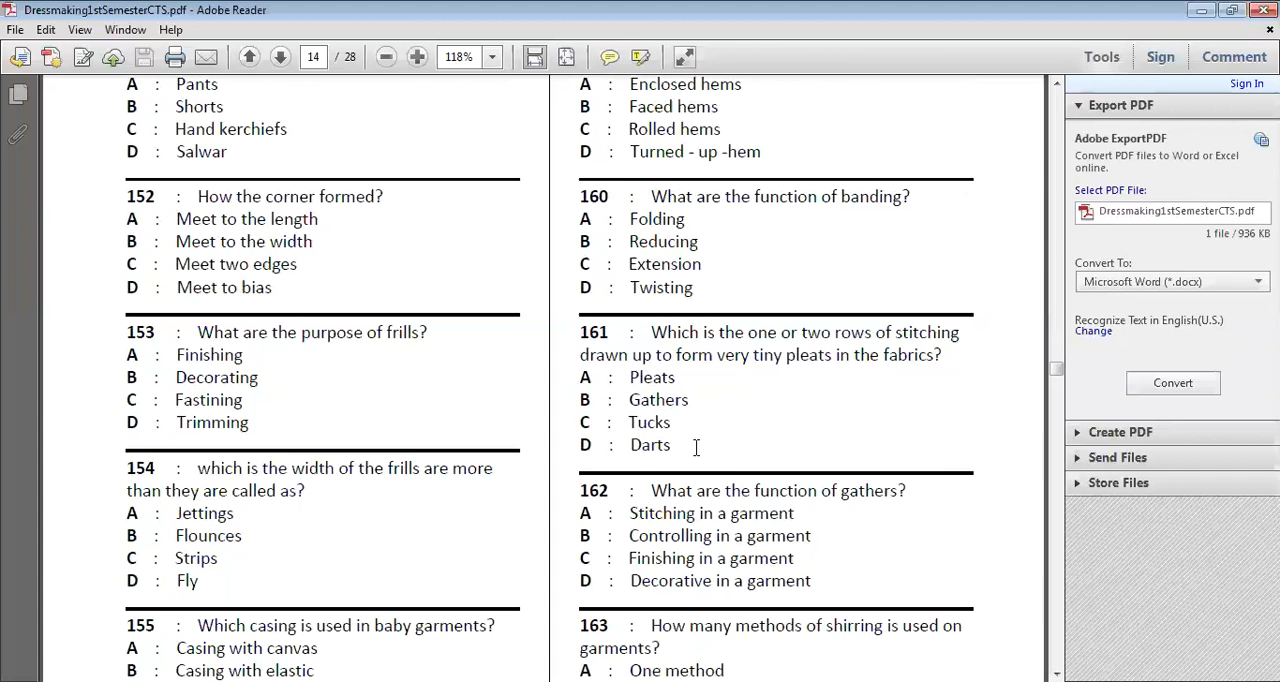 Dressmaking1stSemesterCTS.pdf - Adobe Reader
File Edit View Window Help
14 / 28
118%
Tools Sign Comment
A : Pants
B : Shorts
C : Hand kerchiefs
D : Salwar
152 : How the corner formed?
A : Meet to the length
B : Meet to the width
C : Meet two edges
D : Meet to bias
153 : What are the purpose of frills?
A : Finishing
B : Decorating
C : Fastining
D : Trimming
154 : which is the width of the frills are more
than they are called as?
A : Jettings
B : Flounces
C : Strips
D : Fly
155 : Which casing is used in baby garments?
A : Casing with canvas
B : Casing with elastic
A : Enclosed hems
B : Faced hems
C : Rolled hems
D : Turned - up -hem
160 : What are the function of banding?
A : Folding
B : Reducing
C : Extension
D : Twisting
161 : Which is the one or two rows of stitching
drawn up to form very tiny pleats in the fabrics?
A : Pleats
B : Gathers
C : Tucks
D : Darts
162 : What are the function of gathers?
A : Stitching in a garment
B : Controlling in a garment
C : Finishing in a garment
D : Decorative in a garment
163 : How many methods of shirring is used on
garments?
A : One method
Sign In
Export PDF
Adobe ExportPDF
Convert PDF files to Word or Excel
online.
Select PDF File:
Dressmaking1stSemesterCTS.pdf
1 file / 936 KB
Convert To:
Microsoft Word (*.docx)
Recognize Text in English(U.S.)
Change
Convert
Create PDF
Send Files
Store Files